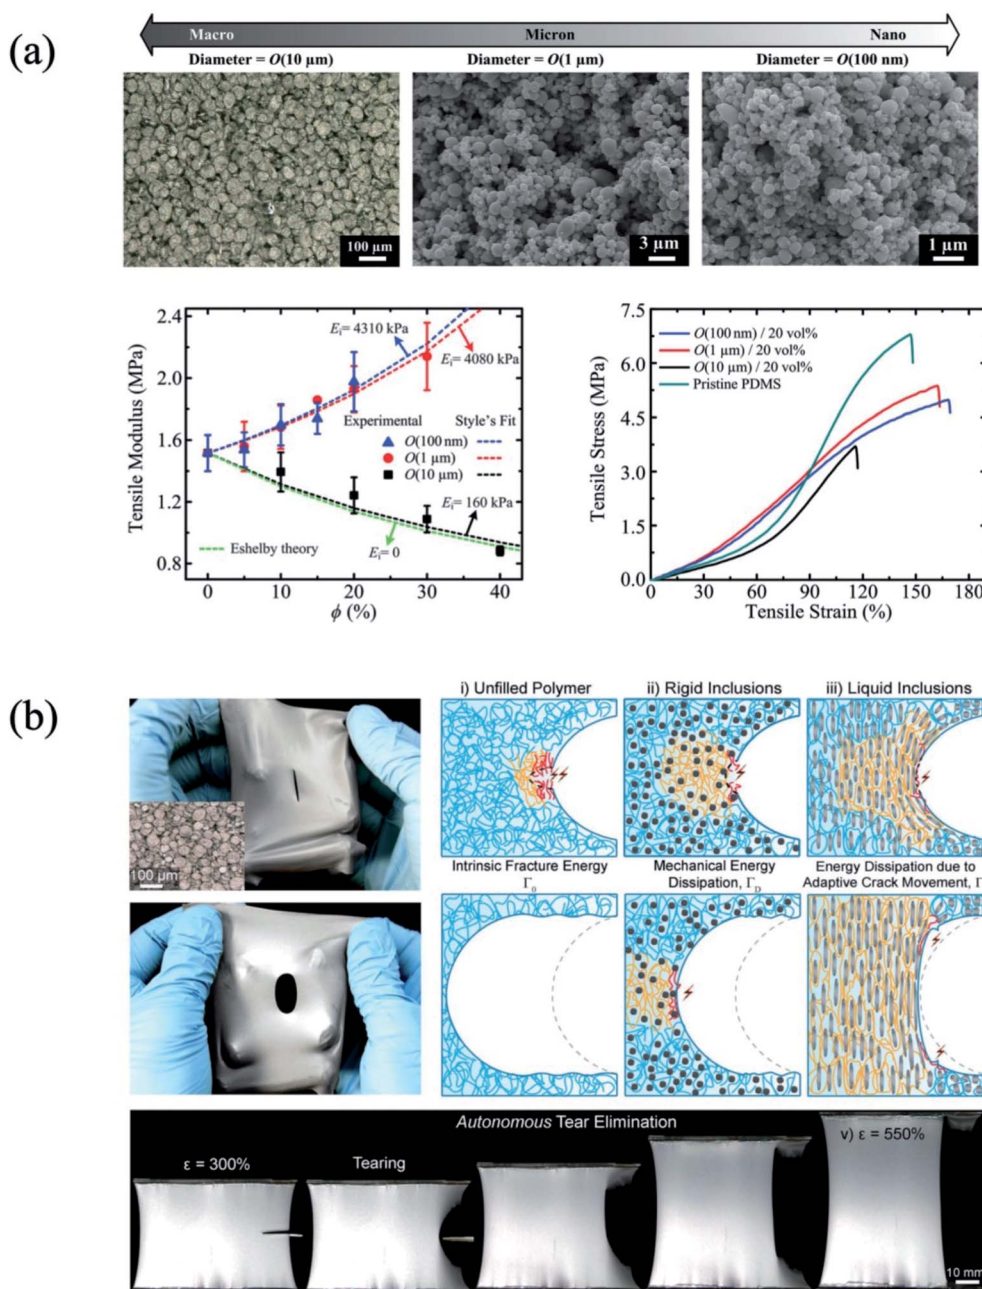 (a)
Macro Micron Nano
Diameter = O(10 µm) Diameter = O(1 µm) Diameter = O(100 nm)
100 µm
3 µm
1 µm
Tensile Modulus (MPa)
2.4
2.0
1.6
1.2
0.8
Eᵢ= 4310 kPa
Eᵢ= 4080 kPa
Experimental Style's Fit
O(100 nm)
O(1 µm)
O(10 µm)
Eᵢ=160 kPa
Eshelby theory
Eᵢ= 0
0 10 20 30 40
ϕ (%)
Tensile Stress (MPa)
7.5
6.0
4.5
3.0
1.5
0.0
O(100 nm) / 20 vol%
O(1 µm) / 20 vol%
O(10 µm) / 20 vol%
Pristine PDMS
0 30 60 90 120 150 180
Tensile Strain (%)
(b)
100 µm
i) Unfilled Polymer
ii) Rigid Inclusions
iii) Liquid Inclusions
Intrinsic Fracture Energy
Γ₀
Mechanical Energy
Dissipation, Γ_D
Energy Dissipation due to
Adaptive Crack Movement, Γ
Autonomous Tear Elimination
ε = 300%
Tearing
v) ε = 550%
10 mm